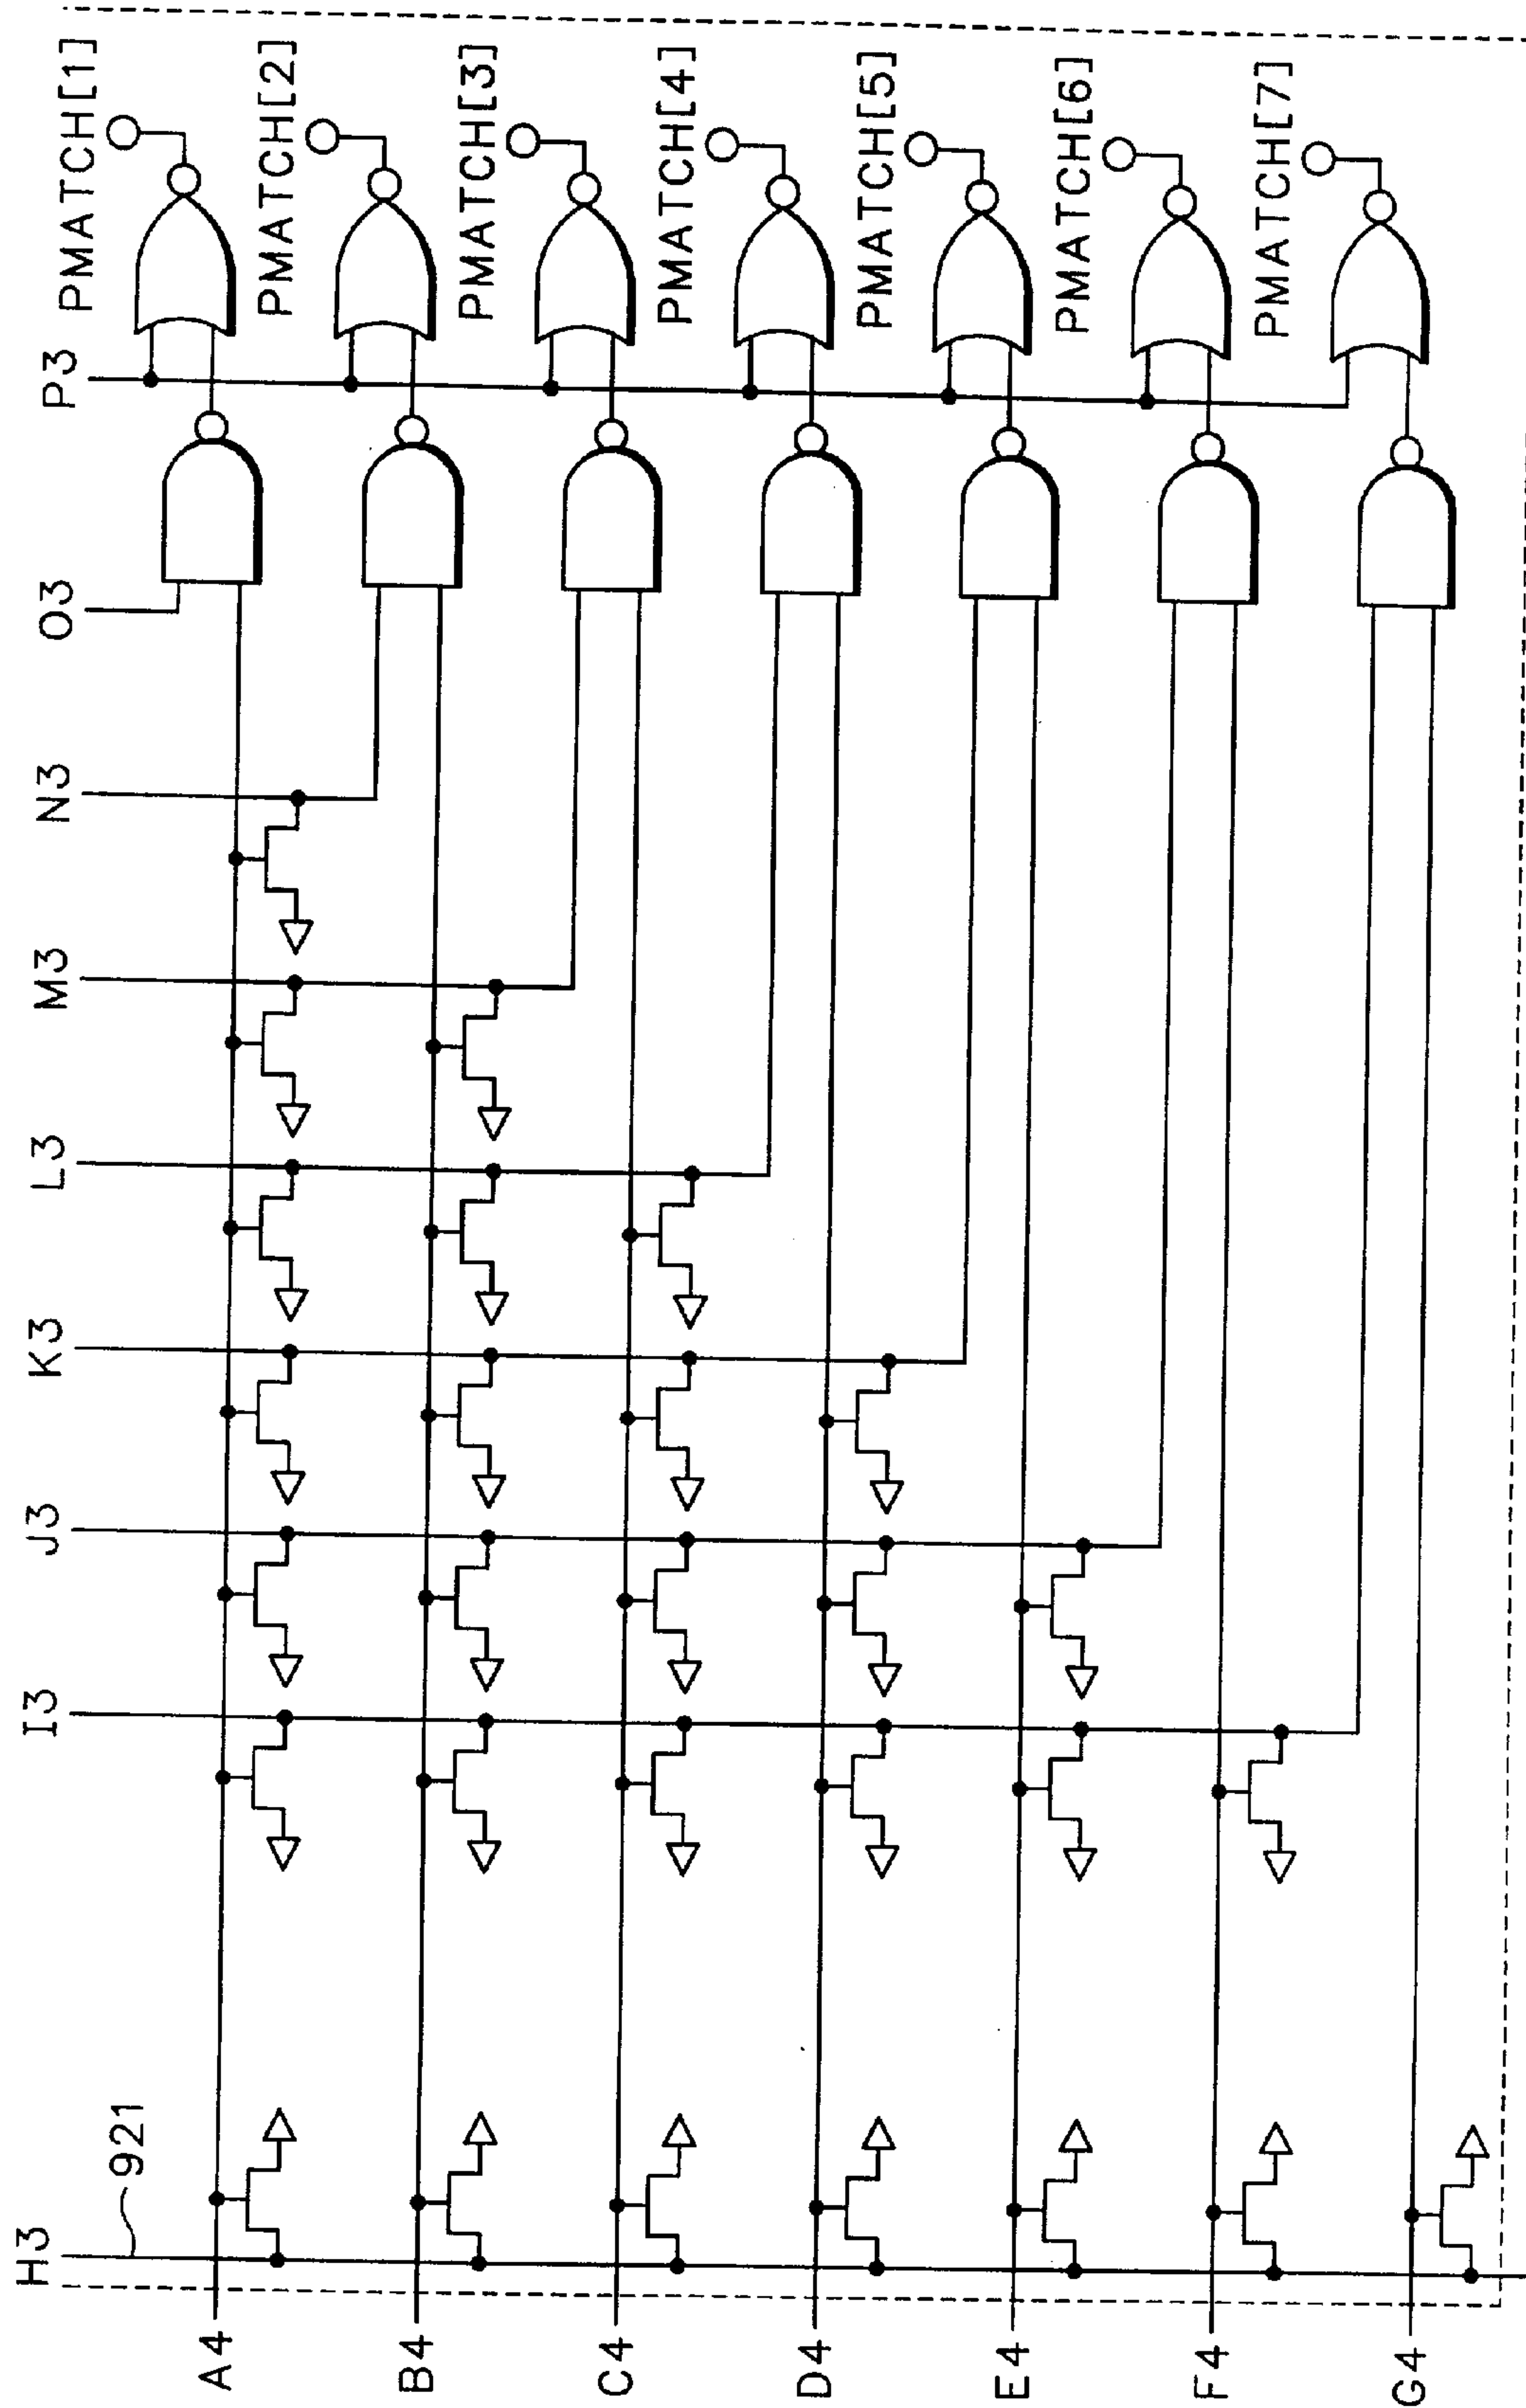 H3
921
I3
J3
K3
L3
M3
N3
O3
P3
PMATCH[1]
PMATCH[2]
PMATCH[3]
PMATCH[4]
PMATCH[5]
PMATCH[6]
PMATCH[7]
A4
B4
C4
D4
E4
F4
G4